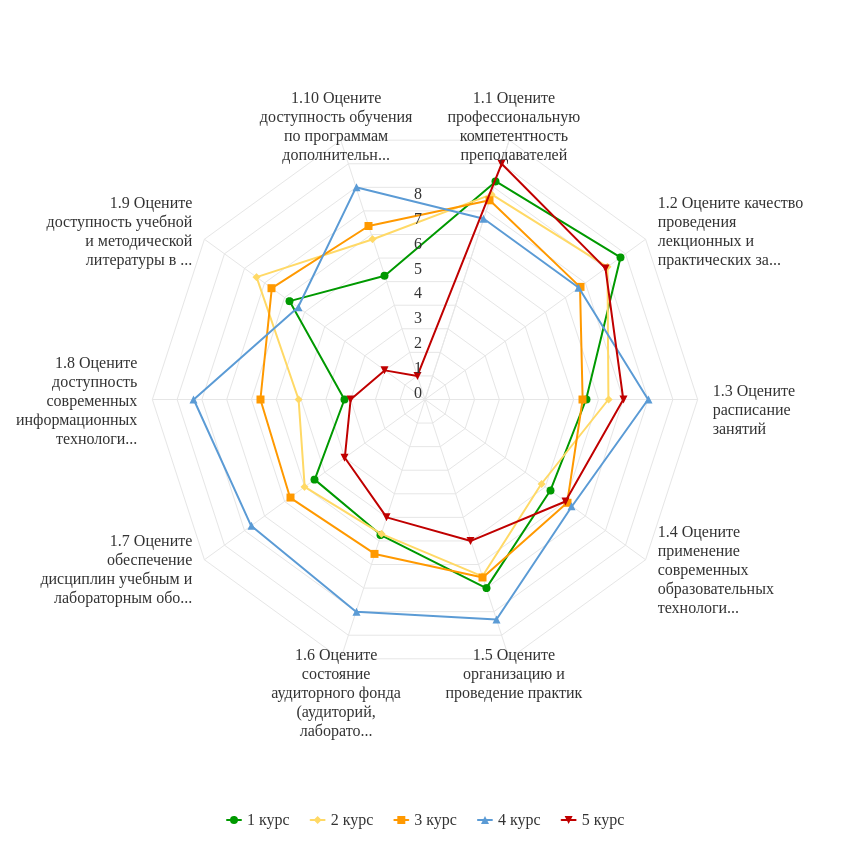 1.10 Оцените
доступность обучения
по программам
дополнительн...
1.1 Оцените
профессиональную
компетентность
преподавателей
1.9 Оцените
доступность учебной
и методической
литературы в ...
1.2 Оцените качество
проведения
лекционных и
практических за...
8
7
6
5
4
3
2
1
0
1.8 Оцените
доступность
современных
информационных
технологи...
1.3 Оцените
расписание
занятий
1.7 Оцените
обеспечение
дисциплин учебным и
лабораторным обо...
1.4 Оцените
применение
современных
образовательных
технологи...
1.6 Оцените
состояние
аудиторного фонда
(аудиторий,
лаборато...
1.5 Оцените
организацию и
проведение практик
1 курс 2 курс 3 курс 4 курс 5 курс